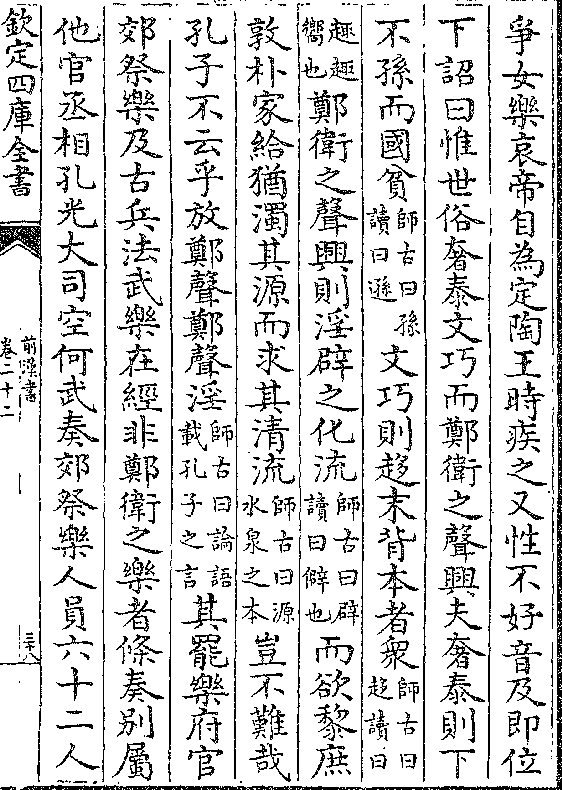 爭女樂哀帝自為定陶王時疾之又性不好音及即位
下詔曰惟世俗奢泰文巧而鄭衛之聲興夫奢泰則下
不孫而國貧師古曰孫讀曰遜文巧則趍末背本者衆師古曰趍讀曰
趣趣嚮也鄭衛之聲興則淫辟之化流師古曰辟讀曰僻也而欲黎庶
敦朴家給猶濁其源而求其清流師古曰源水泉之本豈不難哉
孔子不云乎放鄭聲鄭聲淫師古曰論語載孔子之言其罷樂府官
郊祭樂及古兵法武樂在經非鄭衛之樂者條奏别屬
他官丞相孔光大司空何武奏郊祭樂人員六十二人
欽定四庫全書
前漢書
卷二十二
三十八